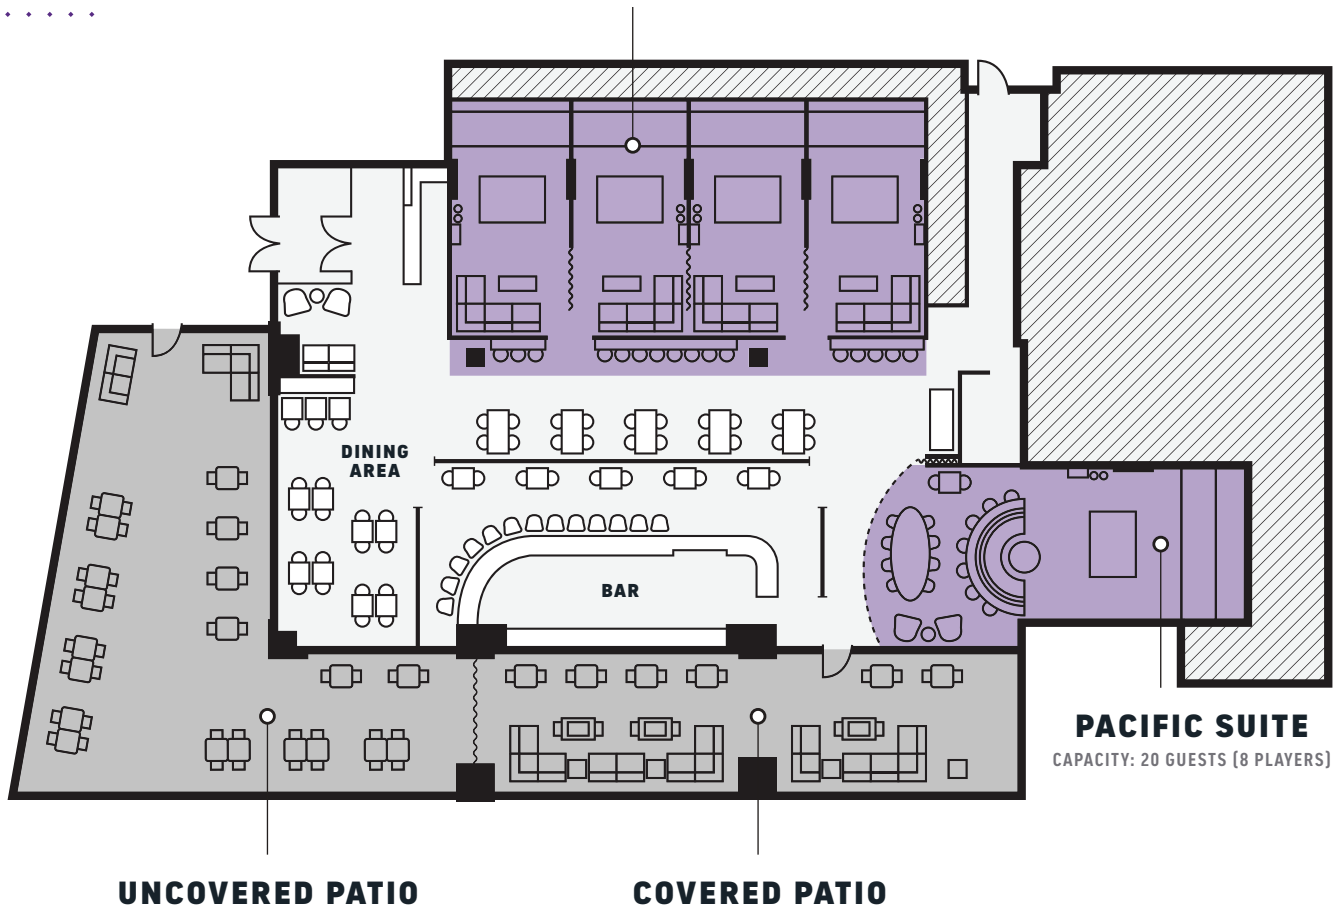 DINING
AREA
BAR
PACIFIC SUITE
CAPACITY: 20 GUESTS (8 PLAYERS)
UNCOVERED PATIO
COVERED PATIO